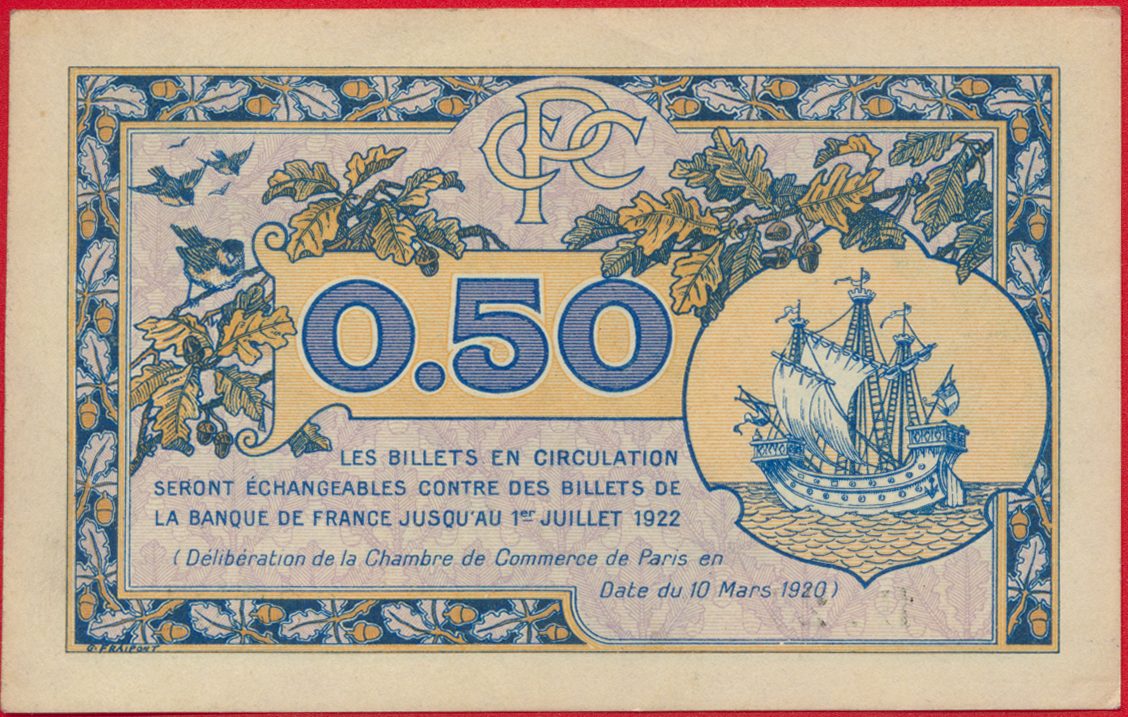 CPC
0.50
LES BILLETS EN CIRCULATION
SERONT ÉCHANGEABLES CONTRE DES BILLETS DE
LA BANQUE DE FRANCE JUSQU'AU 1er JUILLET 1922
(Délibération de la Chambre de Commerce de Paris en
Date du 10 Mars 1920)
G. FRAIPONT